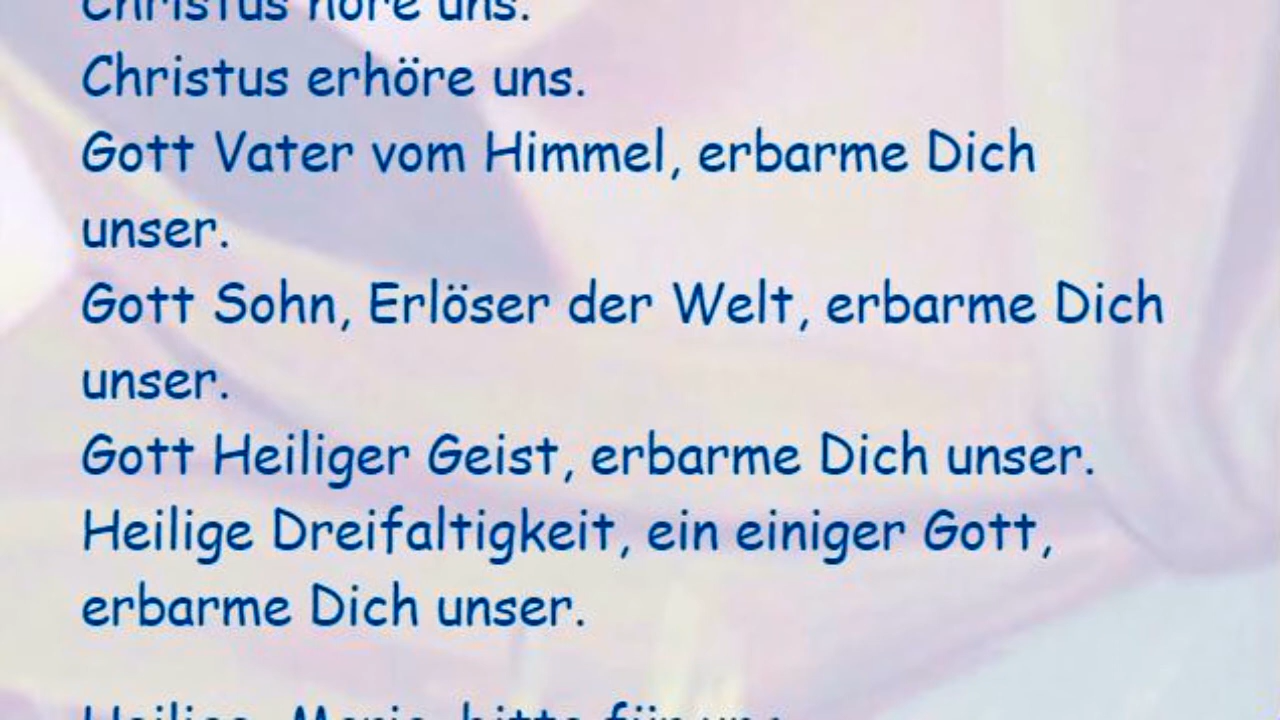 Christus höre uns.
Christus erhöre uns.
Gott Vater vom Himmel, erbarme Dich
unser.
Gott Sohn, Erlöser der Welt, erbarme Dich
unser.
Gott Heiliger Geist, erbarme Dich unser.
Heilige Dreifaltigkeit, ein einiger Gott,
erbarme Dich unser.
Heilige Maria, bitte für uns